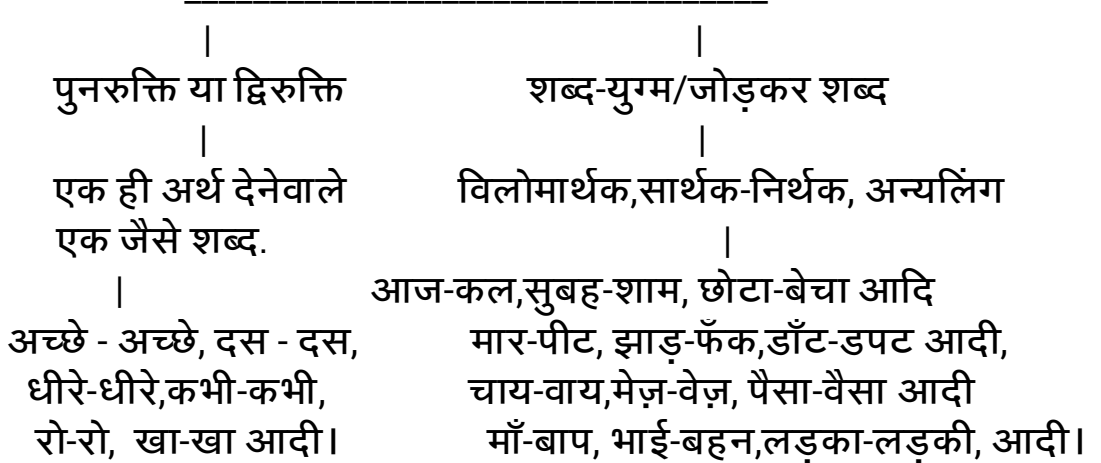 पुनरुक्ति या द्विरुक्ति शब्द-युग्म/जोड़कर शब्द
एक ही अर्थ देनेवाले विलोमार्थक,सार्थक-निर्थक, अन्यलिंग
एक जैसे शब्द.
आज-कल,सुबह-शाम, छोटा-बेचा आदि
अच्छे - अच्छे, दस - दस, मार-पीट, झाड़-फँक,डाँट-डपट आदी,
धीरे-धीरे,कभी-कभी, चाय-वाय,मेज़-वेज़, पैसा-वैसा आदी
रो-रो, खा-खा आदी। माँ-बाप, भाई-बहन,लड़का-लड़की, आदी।